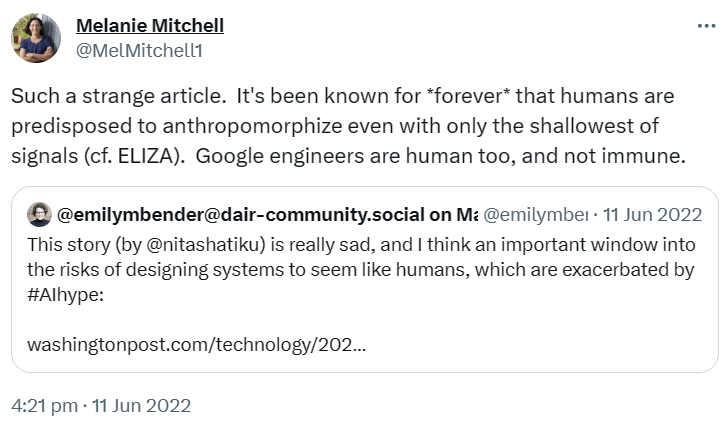 Melanie Mitchell
@MelMitchell1
Such a strange article. It's been known for *forever* that humans are
predisposed to anthropomorphize even with only the shallowest of
signals (cf. ELIZA). Google engineers are human too, and not immune.
@emilymbender@dair-community.social on Ma @emilymber · 11 Jun 2022
This story (by @nitashatiku) is really sad, and I think an important window into
the risks of designing systems to seem like humans, which are exacerbated by
#AIhype:
washingtonpost.com/technology/202...
4:21 pm · 11 Jun 2022